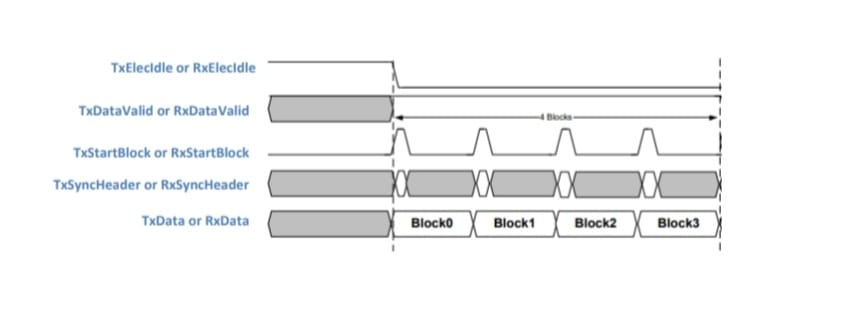 TxElecIdle or RxElecIdle
TxDataValid or RxDataValid
4 Blocks
TxStartBlock or RxStartBlock
TxSyncHeader or RxSyncHeader
TxData or RxData
Block0
Block1
Block2
Block3